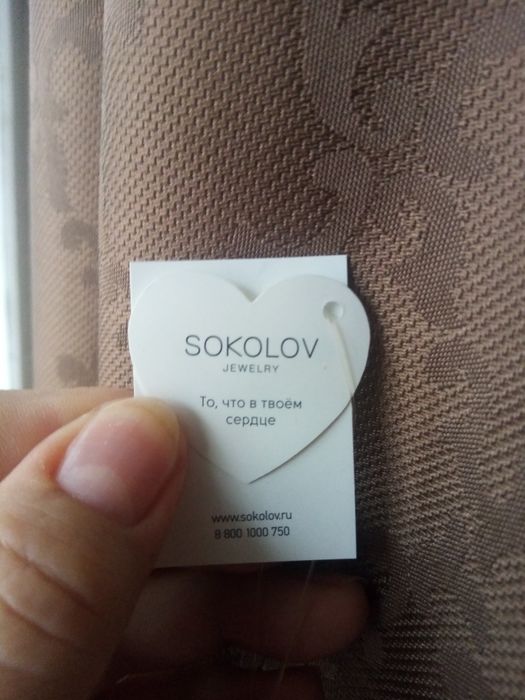 SOKOLOV
JEWELRY
То, что в твоём
сердце
www.sokolov.ru
8 800 1000 750